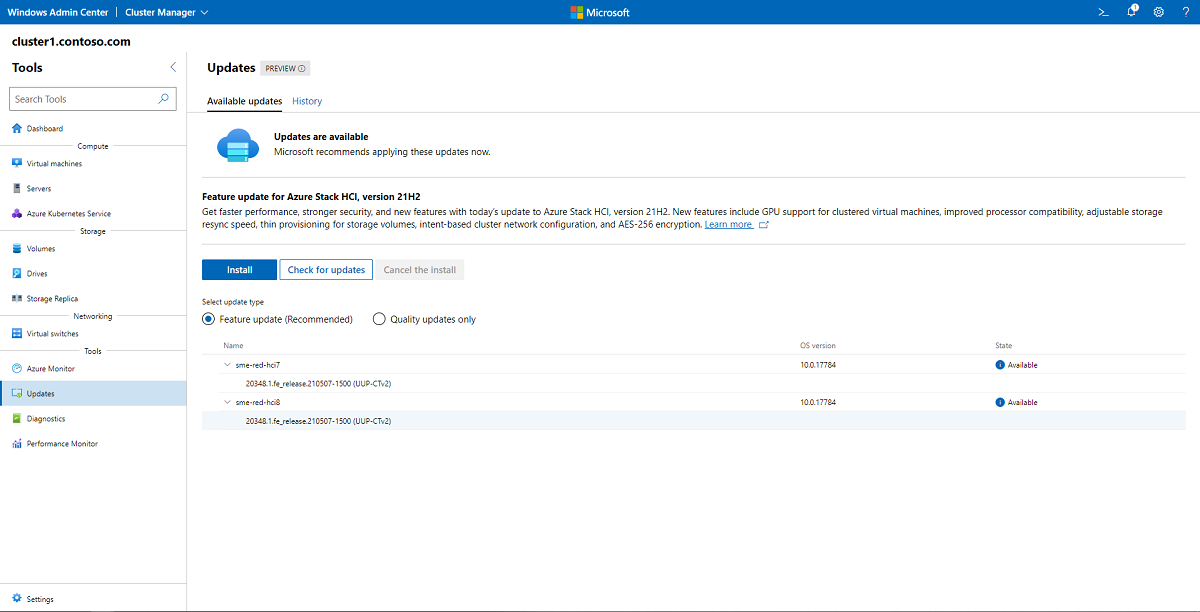 Windows Admin Center | Cluster Manager
Microsoft
1
cluster1.contoso.com
Tools
Search Tools
Dashboard
Compute
Virtual machines
Servers
Azure Kubernetes Service
Storage
Volumes
Drives
Storage Replica
Networking
Virtual switches
Tools
Azure Monitor
Updates
Diagnostics
Performance Monitor
Settings
Updates PREVIEW
Available updates History
Updates are available
Microsoft recommends applying these updates now.
Feature update for Azure Stack HCI, version 21H2
Get faster performance, stronger security, and new features with today's update to Azure Stack HCI, version 21H2. New features include GPU support for clustered virtual machines, improved processor compatibility, adjustable storage
resync speed, thin provisioning for storage volumes, intent-based cluster network configuration, and AES-256 encryption. Learn more
Install Check for updates Cancel the install
Select update type
Feature update (Recommended) Quality updates only
Name OS version State
sme-red-hci7 10.0.17784 Available
20348.1.fe_release.210507-1500 (UUP-CTv2)
sme-red-hci8 10.0.17784 Available
20348.1.fe_release.210507-1500 (UUP-CTv2)